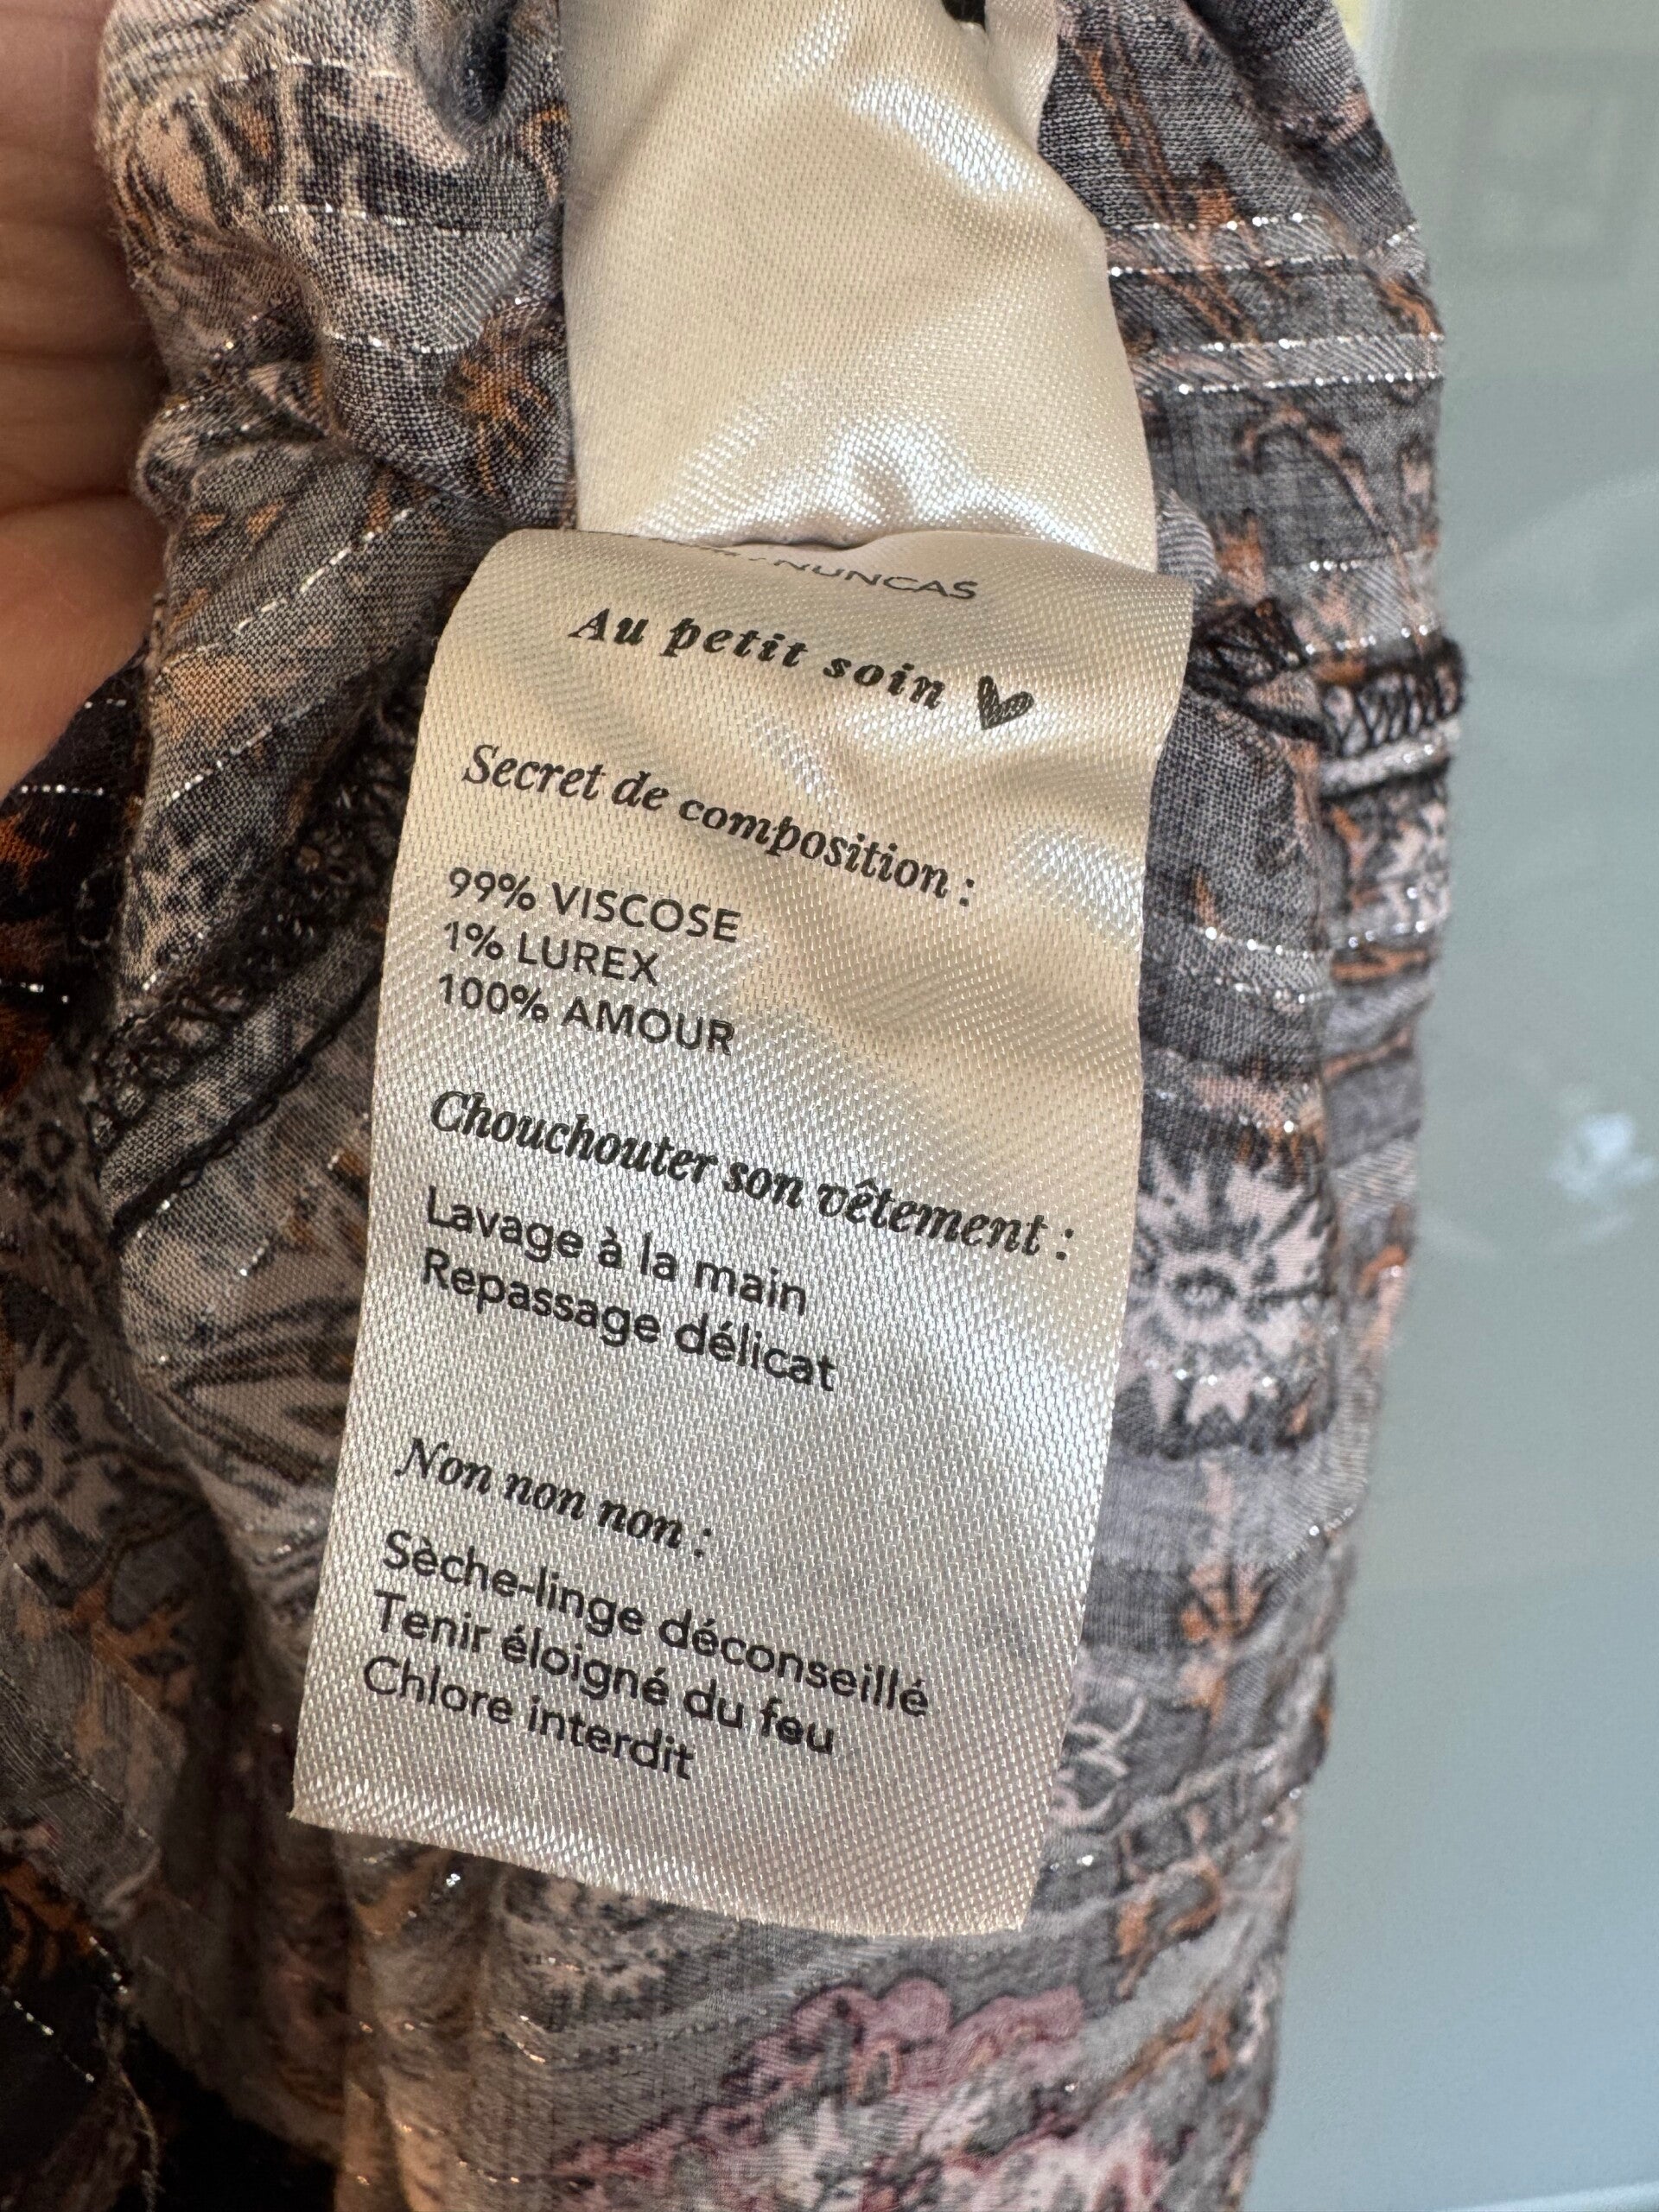 NUNCAS
Au petit soin
Secret de composition :
99% VISCOSE
1% LUREX
100% AMOUR
Chouchouter son vêtement :
Lavage à la main
Repassage délicat
Non non non :
Sèche-linge déconseillé
Tenir éloigné du feu
Chlore interdit